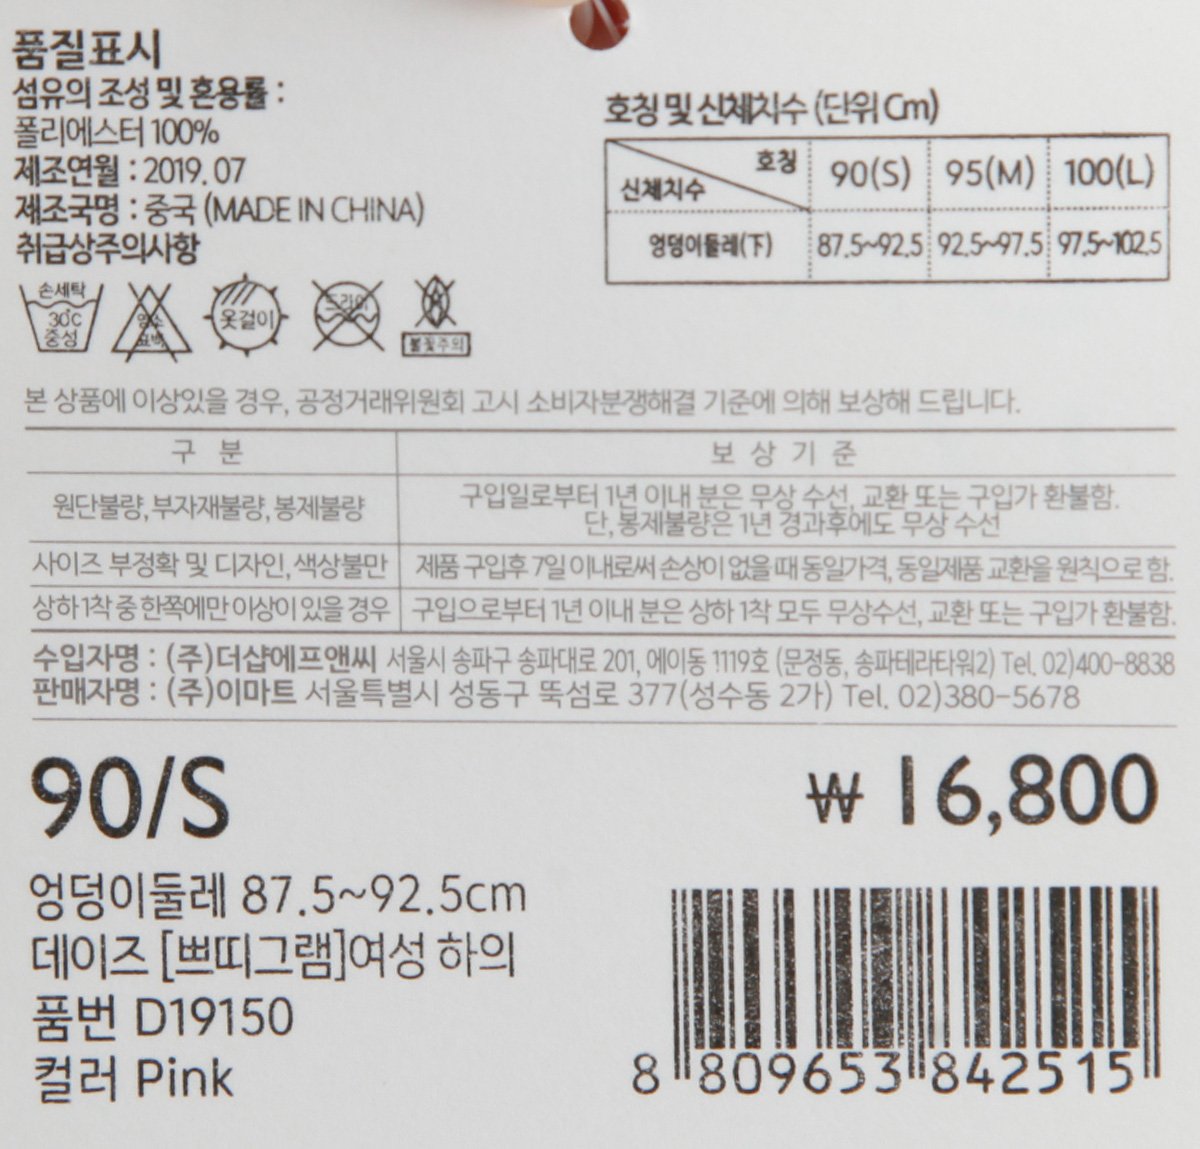 품질표시
섬유의 조성 및 혼용률 :
폴리에스터 100%
제조연월 : 2019. 07
제조국명 : 중국 (MADE IN CHINA)
취급상주의사항
손세탁
30℃
중성
염소
표백
옷걸이
드라이
불꽃주의
호칭 및 신체치수 (단위 Cm)
호칭 90(S) 95(M) 100(L)
신체치수
엉덩이둘레(下) 87.5~92.5 92.5~97.5 97.5~102.5
본 상품에 이상있을 경우, 공정거래위원회 고시 소비자분쟁해결 기준에 의해 보상해 드립니다.
구 분 보 상 기 준
원단불량, 부자재불량, 봉제불량 구입일로부터 1년 이내 분은 무상 수선, 교환 또는 구입가 환불함.
단, 봉제불량은 1년 경과후에도 무상 수선
사이즈 부정확 및 디자인, 색상불만 제품 구입후 7일 이내로써 손상이 없을 때 동일가격, 동일제품 교환을 원칙으로 함.
상하 1착 중 한쪽에만 이상이 있을 경우 구입으로부터 1년 이내 분은 상하 1착 모두 무상수선, 교환 또는 구입가 환불함.
수입자명 : (주)더샵에프앤씨 서울시 송파구 송파대로 201, 에이동 1119호 (문정동, 송파테라타워2) Tel. 02)400-8838
판매자명 : (주)이마트 서울특별시 성동구 뚝섬로 377(성수동 2가) Tel. 02)380-5678
90/S ₩ 16,800
엉덩이둘레 87.5~92.5cm
데이즈 [쁘띠그램]여성 하의
품번 D19150
컬러 Pink
8 809653 842515